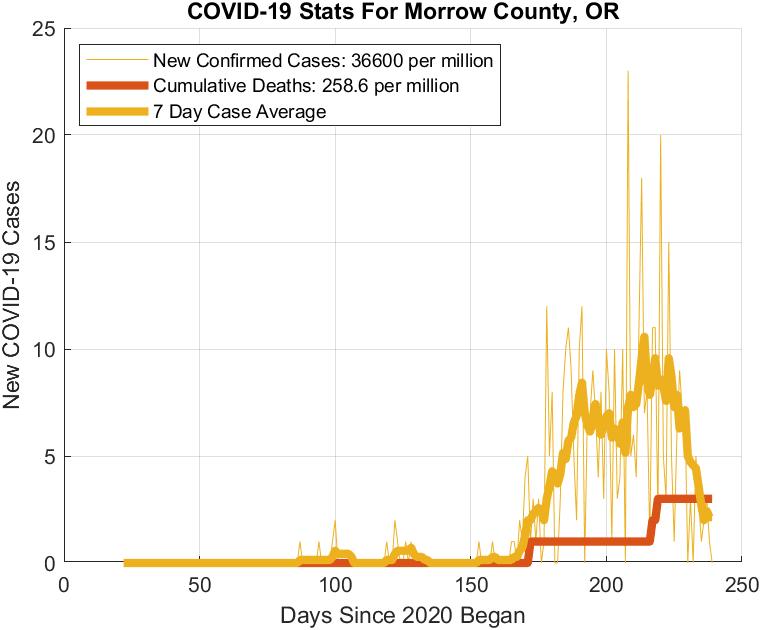 COVID-19 Stats For Morrow County, OR
25
New Confirmed Cases: 36600 per million
Cumulative Deaths: 258.6 per million
7 Day Case Average
20
15
10
5
0
New COVID-19 Cases
0 50 100 150 200 250
Days Since 2020 Began